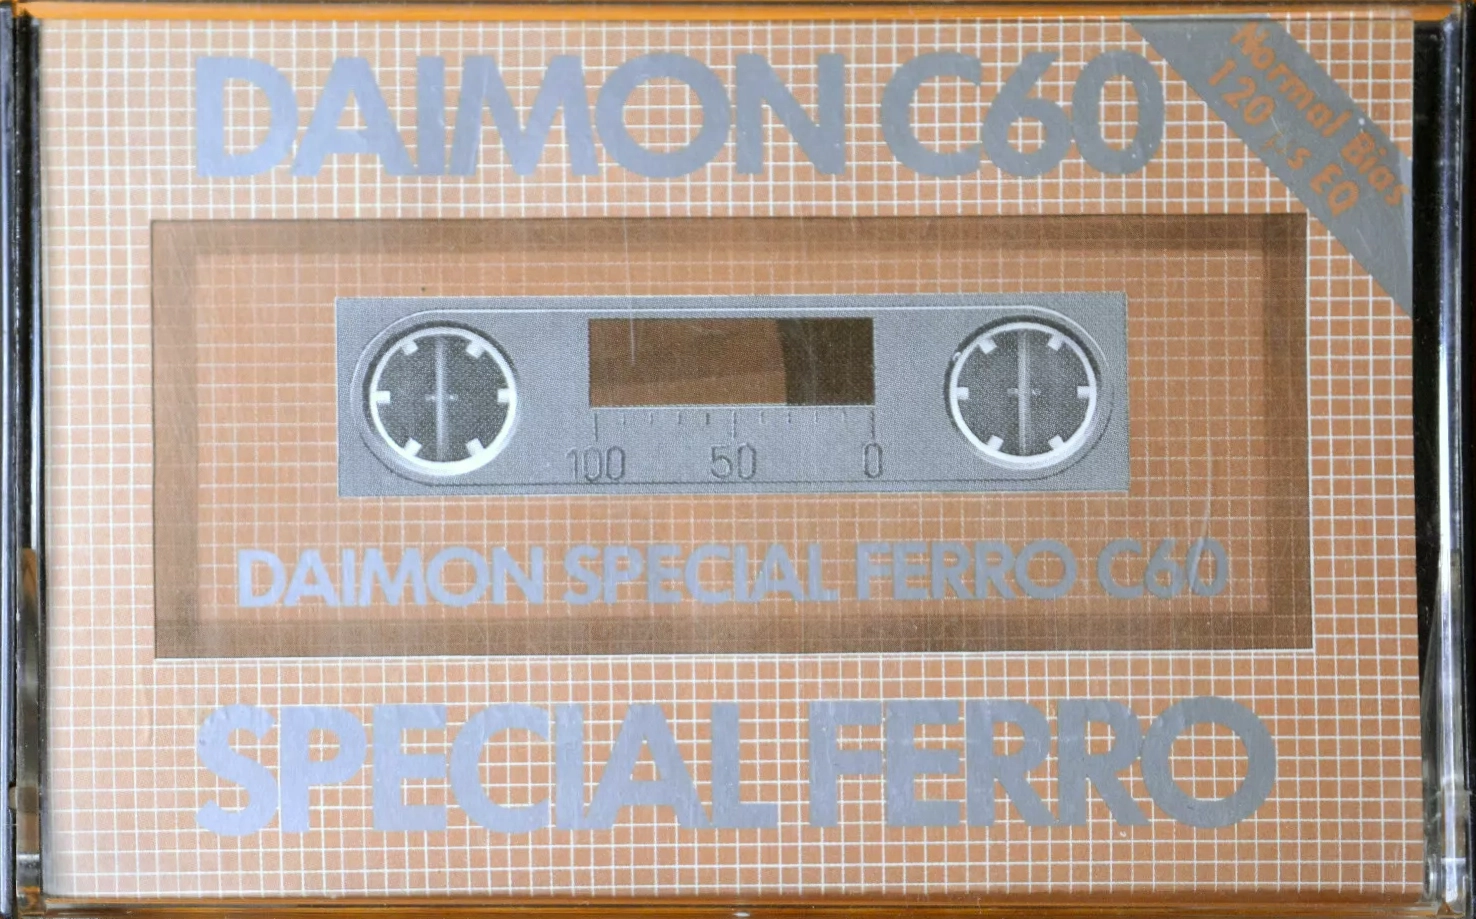 DAIMON C60
Normal Bias
120 µs EQ
100 50 0
DAIMON SPECIAL FERRO C60
SPECIAL FERRO